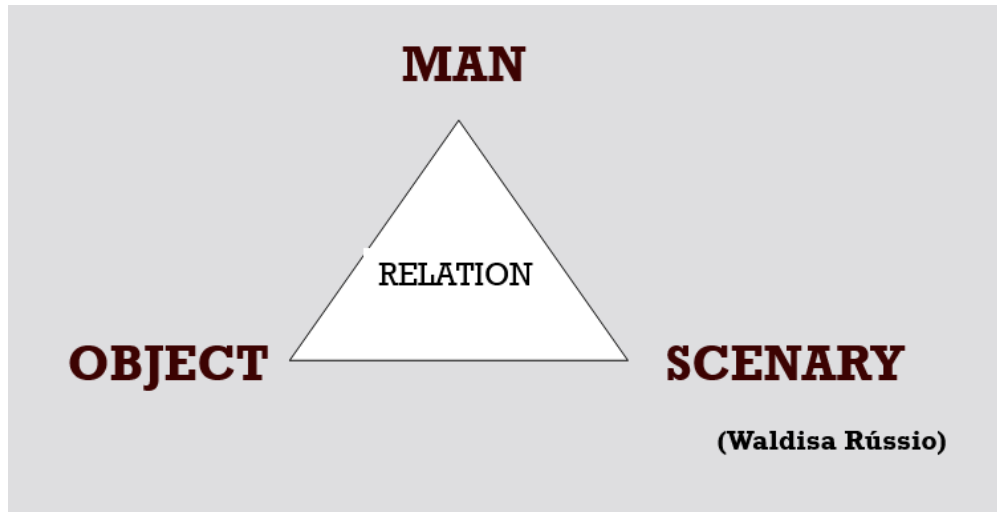 MAN
RELATION
OBJECT
SCENARY
(Waldisa Rússio)